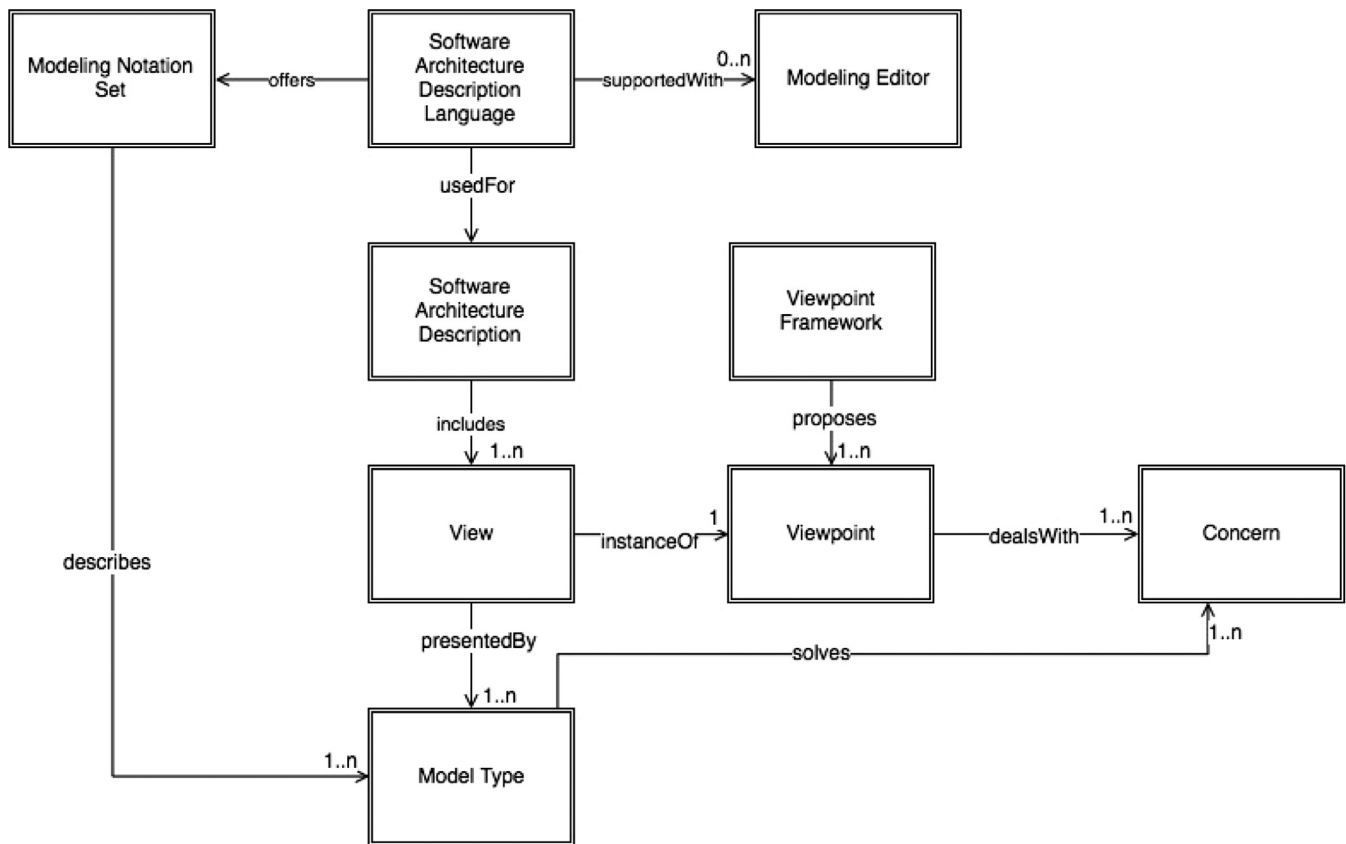 Modeling Notation
Set
offers
Software
Architecture
Description
Language
supportedWith
0..n
Modeling Editor
usedFor
Software
Architecture
Description
Viewpoint
Framework
includes
1..n
proposes
1..n
View
instanceOf
1
Viewpoint
dealsWith
1..n
Concern
describes
presentedBy
1..n
solves
1..n
1..n
Model Type